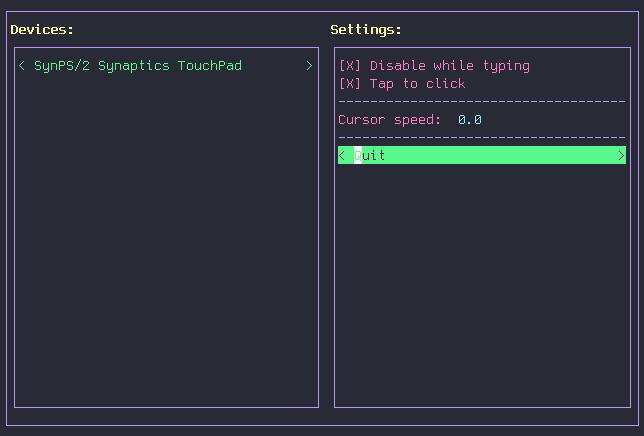 Devices:
< SynPS/2 Synaptics TouchPad >
Settings:
[X] Disable while typing
[X] Tap to click
------------------------------------
Cursor speed:  0.0
------------------------------------
< Quit >